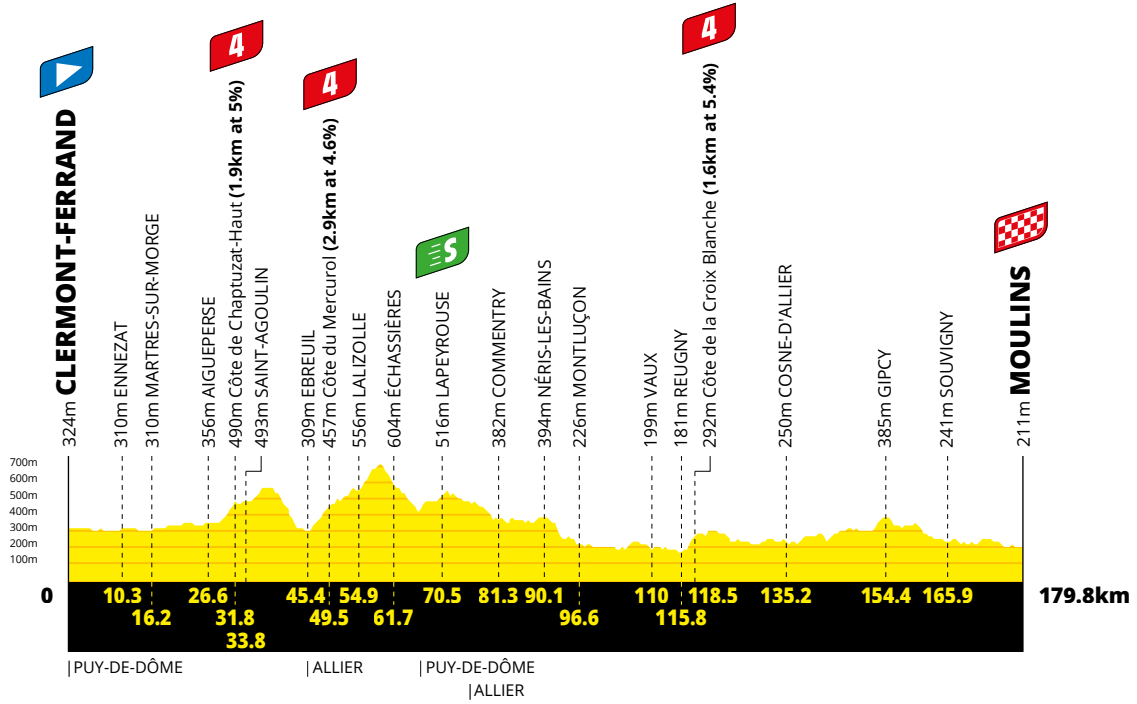 4
4
4
S
324m CLERMONT-FERRAND
310m ENNEZAT
310m MARTRES-SUR-MORGE
356m AIGUEPERSE
490m Côte de Chaptuzat-Haut (1.9km at 5%)
493m SAINT-AGOULIN
309m EBREUIL
457m Côte du Mercurol (2.9km at 4.6%)
556m LALIZOLLE
604m ÉCHASSIÈRES
516m LAPEYROUSE
382m COMMENTRY
394m NÉRIS-LES-BAINS
226m MONTLUÇON
199m VAUX
181m REUGNY
292m Côte de la Croix Blanche (1.6km at 5.4%)
250m COSNE-D'ALLIER
385m GIPCY
241m SOUVIGNY
211m MOULINS
700m
600m
500m
400m
300m
200m
100m
0 10.3 26.6 45.4 54.9 70.5 81.3 90.1 110 118.5 135.2 154.4 165.9 179.8km
16.2 31.8 49.5 61.7 96.6 115.8
33.8
|PUY-DE-DÔME |ALLIER |PUY-DE-DÔME
|ALLIER